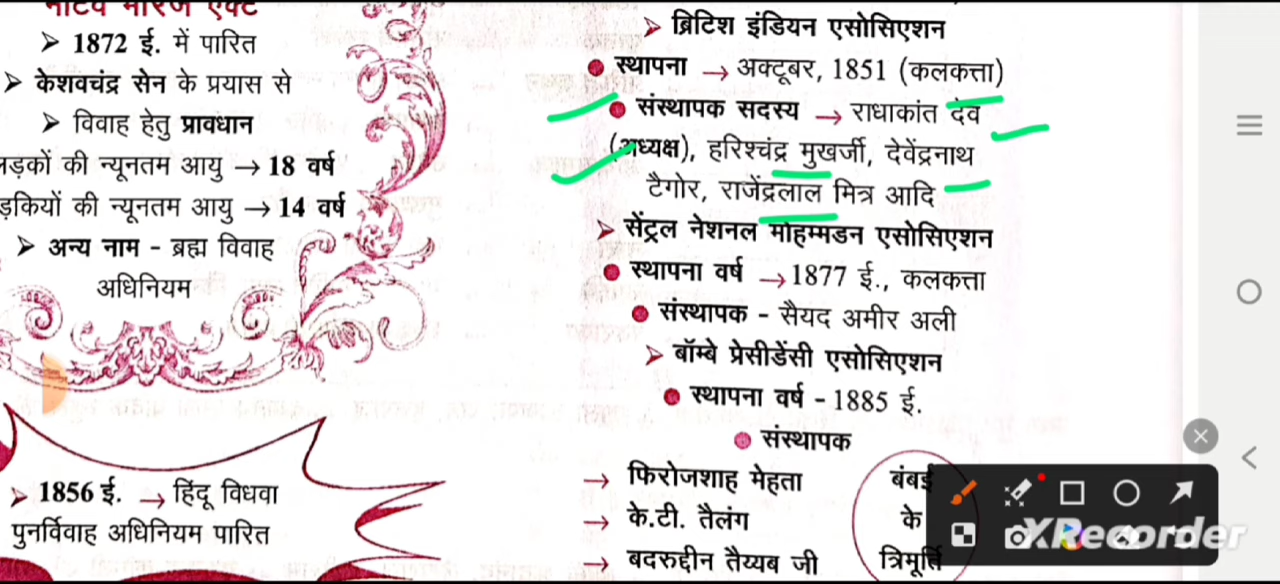 नेटिव मैरिज एक्ट
➤ 1872 ई. में पारित
➤ केशवचंद्र सेन के प्रयास से
➤ विवाह हेतु प्रावधान
की न्यूनतम आयु → 18 वर्ष
की न्यूनतम आयु → 14 वर्ष
➤ अन्य नाम - ब्रह्म विवाह
अधिनियम
➤ 1856 ई. → हिंदू विधवा
पुनर्विवाह अधिनियम पारित
➤ ब्रिटिश इंडियन एसोसिएशन
● स्थापना → अक्टूबर, 1851 (कलकत्ता)
● संस्थापक सदस्य → राधाकांत देव
(अध्यक्ष), हरिश्चंद्र मुखर्जी, देवेंद्रनाथ
टैगोर, राजेंद्रलाल मित्र आदि
➤ सेंट्रल नेशनल मोहम्मडन एसोसिएशन
● स्थापना वर्ष → 1877 ई., कलकत्ता
● संस्थापक - सैयद अमीर अली
➤ बॉम्बे प्रेसीडेंसी एसोसिएशन
● स्थापना वर्ष - 1885 ई.
● संस्थापक
→ फिरोजशाह मेहता
→ के.टी. तैलंग
→ बदरुद्दीन तैय्यब जी
बंबई
के
त्रिमूर्ति
XRecorder